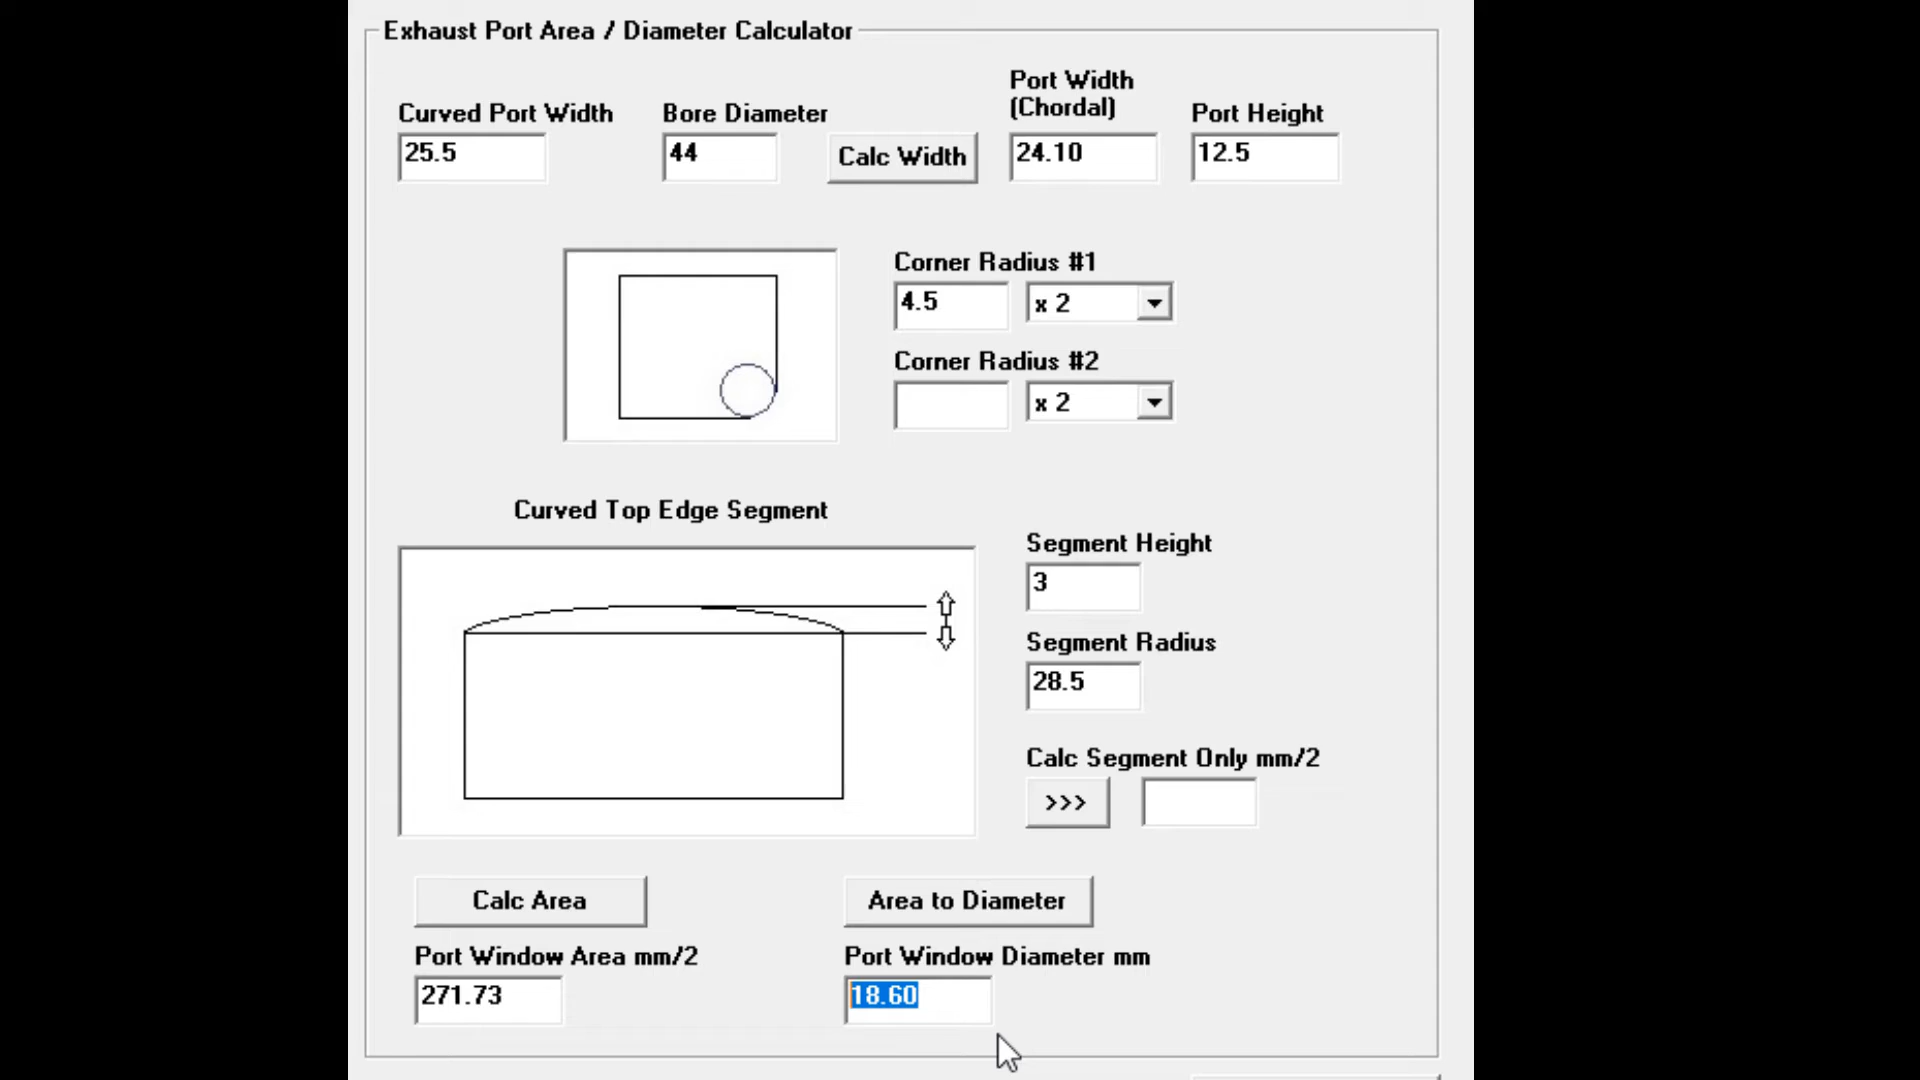 Exhaust Port Area / Diameter Calculator
Port Width
(Chordal)
Curved Port Width
Bore Diameter
Port Height
25.5
44
Calc Width
24.10
12.5
Corner Radius #1
4.5
x 2
Corner Radius #2
x 2
Curved Top Edge Segment
Segment Height
3
Segment Radius
28.5
Calc Segment Only mm/2
>>>
Calc Area
Area to Diameter
Port Window Area mm/2
Port Window Diameter mm
271.73
18.60